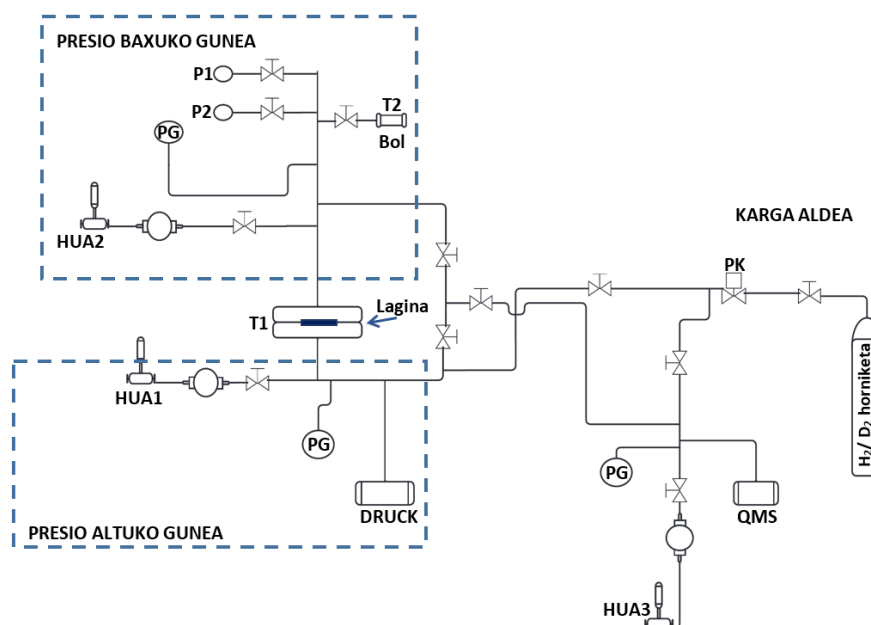 PRESIO BAXUKO GUNEA
P1
P2
T2
Bol
PG
HUA2
KARGA ALDEA
PK
Lagina
T1
HUA1
PG
H2/ D2 horniketa
PG
QMS
DRUCK
PRESIO ALTUKO GUNEA
HUA3